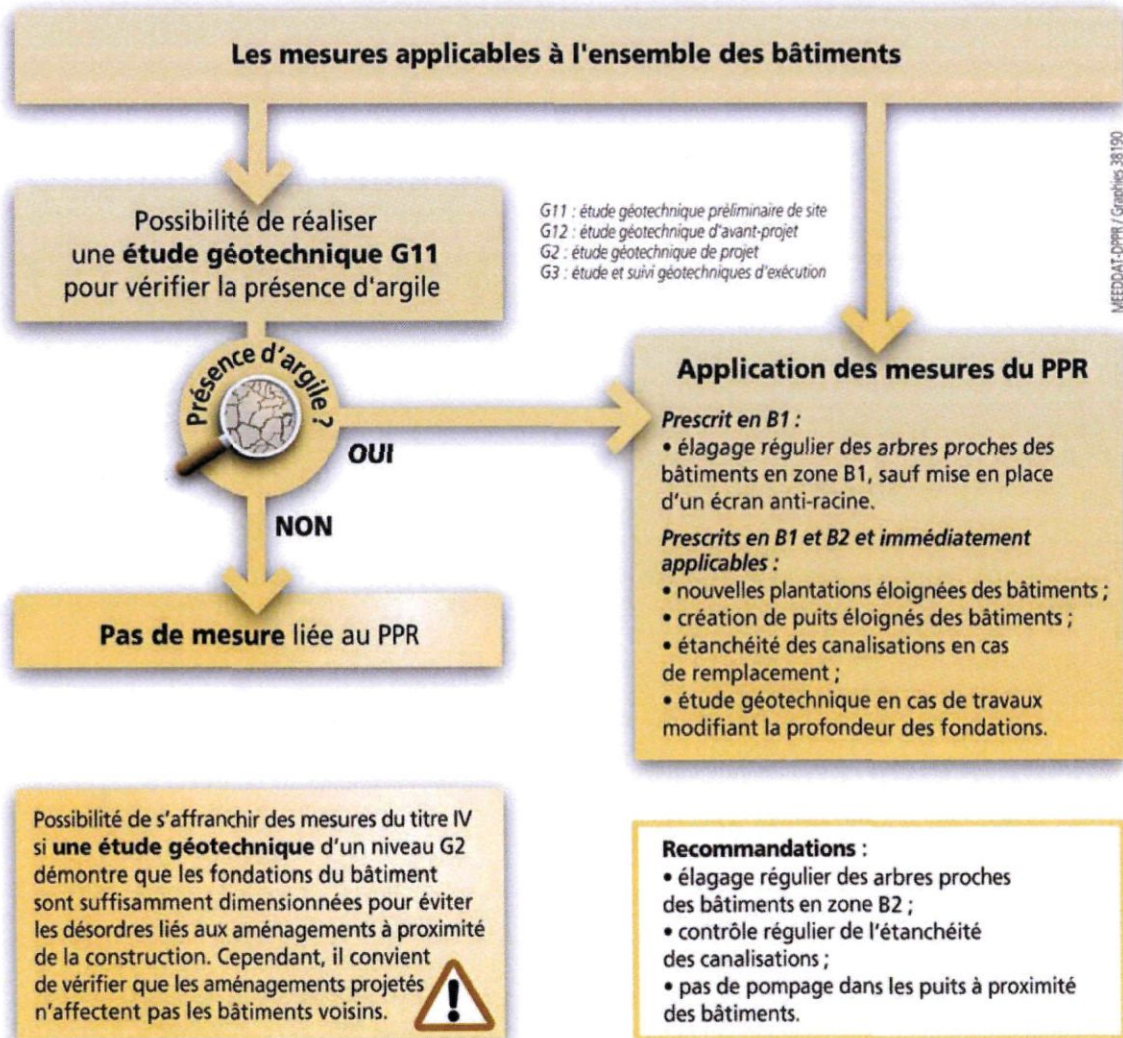 Les mesures applicables à l'ensemble des bâtiments
Possibilité de réaliser
une étude géotechnique G11
pour vérifier la présence d'argile
G11 : étude géotechnique préliminaire de site
G12 : étude géotechnique d'avant-projet
G2 : étude géotechnique de projet
G3 : étude et suivi géotechniques d'exécution
MEEDDAT-DPPR / Graphies 38190
Présence d'argile ?
OUI
NON
Pas de mesure liée au PPR
Application des mesures du PPR
Prescrit en B1 :
• élagage régulier des arbres proches des
bâtiments en zone B1, sauf mise en place
d'un écran anti-racine.
Prescrits en B1 et B2 et immédiatement
applicables :
• nouvelles plantations éloignées des bâtiments ;
• création de puits éloignés des bâtiments ;
• étanchéité des canalisations en cas
de remplacement ;
• étude géotechnique en cas de travaux
modifiant la profondeur des fondations.
Possibilité de s'affranchir des mesures du titre IV
si une étude géotechnique d'un niveau G2
démontre que les fondations du bâtiment
sont suffisamment dimensionnées pour éviter
les désordres liés aux aménagements à proximité
de la construction. Cependant, il convient
de vérifier que les aménagements projetés
n'affectent pas les bâtiments voisins.
Recommandations :
• élagage régulier des arbres proches
des bâtiments en zone B2 ;
• contrôle régulier de l'étanchéité
des canalisations ;
• pas de pompage dans les puits à proximité
des bâtiments.